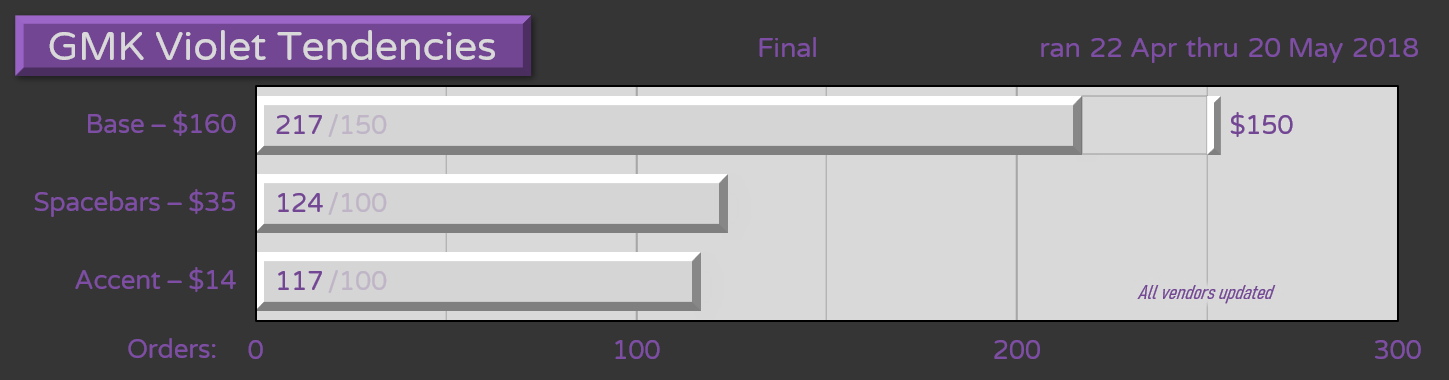 GMK Violet Tendencies
Final
ran 22 Apr thru 20 May 2018
Base – $160
217 /150
$150
Spacebars – $35
124 /100
Accent – $14
117 /100
All vendors updated
Orders: 0 100 200 300